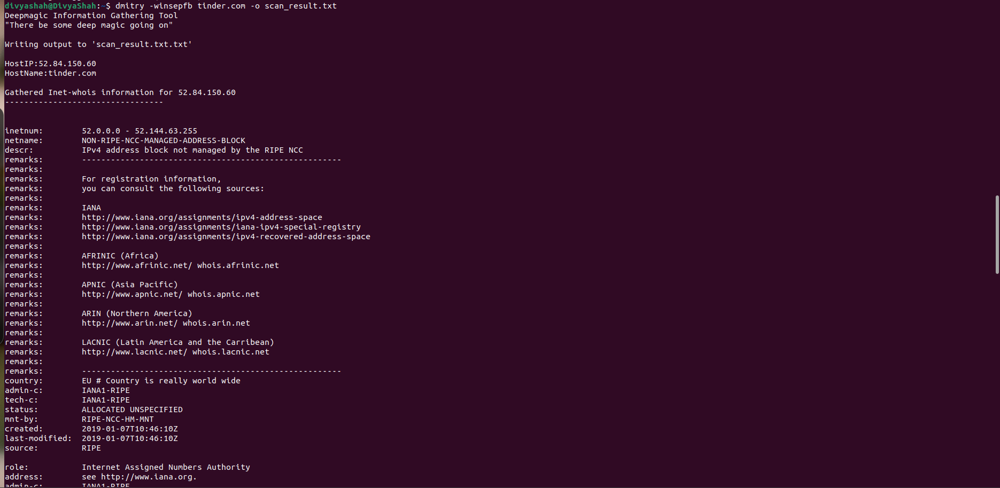 divyashah@DivyaShah:~$ dmitry -winsepfb tinder.com -o scan_result.txt
Deepmagic Information Gathering Tool
"There be some deep magic going on"

Writing output to 'scan_result.txt.txt'

HostIP:52.84.150.60
HostName:tinder.com

Gathered Inet-whois information for 52.84.150.60
---------------------------------

inetnum:        52.0.0.0 - 52.144.63.255
netname:        NON-RIPE-NCC-MANAGED-ADDRESS-BLOCK
descr:          IPv4 address block not managed by the RIPE NCC
remarks:        ------------------------------------------------------
remarks:
remarks:        For registration information,
remarks:        you can consult the following sources:
remarks:
remarks:        IANA
remarks:        http://www.iana.org/assignments/ipv4-address-space
remarks:        http://www.iana.org/assignments/iana-ipv4-special-registry
remarks:        http://www.iana.org/assignments/ipv4-recovered-address-space
remarks:
remarks:        AFRINIC (Africa)
remarks:        http://www.afrinic.net/ whois.afrinic.net
remarks:
remarks:        APNIC (Asia Pacific)
remarks:        http://www.apnic.net/ whois.apnic.net
remarks:
remarks:        ARIN (Northern America)
remarks:        http://www.arin.net/ whois.arin.net
remarks:
remarks:        LACNIC (Latin America and the Carribean)
remarks:        http://www.lacnic.net/ whois.lacnic.net
remarks:
remarks:        ------------------------------------------------------
country:        EU # Country is really world wide
admin-c:        IANA1-RIPE
tech-c:         IANA1-RIPE
status:         ALLOCATED UNSPECIFIED
mnt-by:         RIPE-NCC-HM-MNT
created:        2019-01-07T10:46:10Z
last-modified:  2019-01-07T10:46:10Z
source:         RIPE

role:           Internet Assigned Numbers Authority
address:        see http://www.iana.org.
admin-c:        IANA1-RIPE